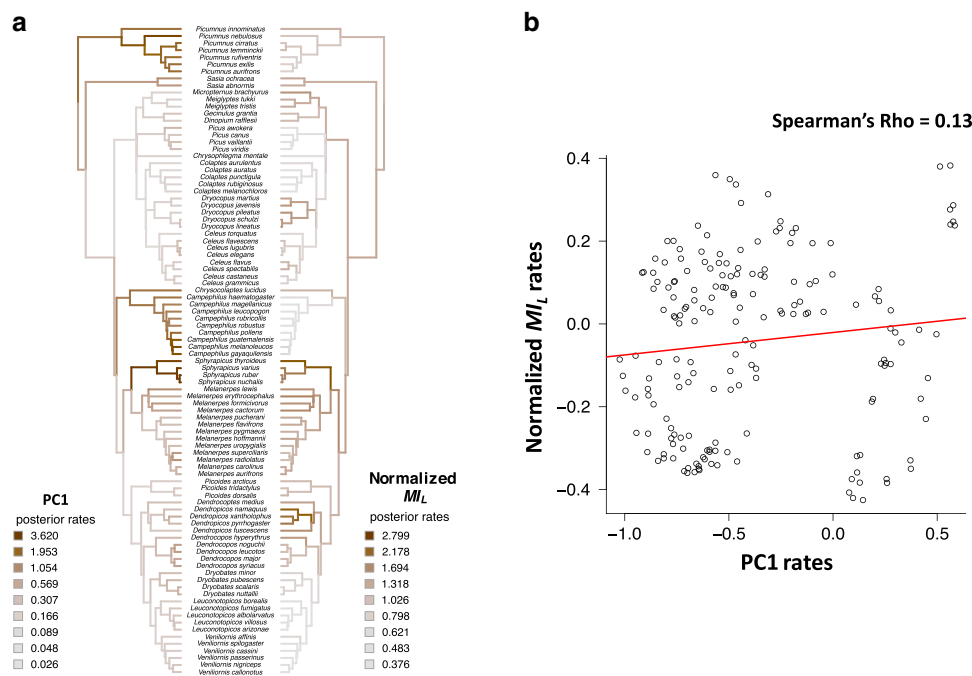 a
Picumnus innominatus
Picumnus nebulosus
Picumnus cirratus
Picumnus temminckii
Picumnus rufiventris
Picumnus exilis
Picumnus aurifrons
Sasia ochracea
Sasia abnormis
Micropternus brachyurus
Meiglyptes tukki
Meiglyptes tristis
Gecinulus grantia
Dinopium rafflesii
Picus awokera
Picus canus
Picus vaillantii
Picus viridis
Chrysophlegma mentale
Colaptes aurulentus
Colaptes auratus
Colaptes punctigula
Colaptes rubiginosus
Colaptes melanochloros
Dryocopus martius
Dryocopus javensis
Dryocopus pileatus
Dryocopus schulzi
Dryocopus lineatus
Celeus torquatus
Celeus flavescens
Celeus lugubris
Celeus elegans
Celeus flavus
Celeus spectabilis
Celeus castaneus
Celeus grammicus
Chrysocolaptes lucidus
Campephilus haematogaster
Campephilus magellanicus
Campephilus leucopogon
Campephilus rubricollis
Campephilus robustus
Campephilus pollens
Campephilus guatemalensis
Campephilus melanoleucos
Campephilus gayaquilensis
Sphyrapicus thyroideus
Sphyrapicus varius
Sphyrapicus ruber
Sphyrapicus nuchalis
Melanerpes lewis
Melanerpes erythrocephalus
Melanerpes formicivorus
Melanerpes cactorum
Melanerpes pucherani
Melanerpes flavifrons
Melanerpes pygmaeus
Melanerpes hoffmannii
Melanerpes uropygialis
Melanerpes superciliaris
Melanerpes radiolatus
Melanerpes carolinus
Melanerpes aurifrons
Picoides arcticus
Picoides tridactylus
Picoides dorsalis
Dendrocoptes medius
Dendropicos namaquus
Dendropicos xantholophus
Dendropicos pyrrhogaster
Dendropicos fuscescens
Dendrocopos hyperythrus
Dendrocopos noguchii
Dendrocopos leucotos
Dendrocopos major
Dendrocopos syriacus
Dryobates minor
Dryobates pubescens
Dryobates scalaris
Dryobates nuttallii
Leuconotopicos borealis
Leuconotopicos fumigatus
Leuconotopicos albolarvatus
Leuconotopicos villosus
Leuconotopicos arizonae
Veniliornis affinis
Veniliornis spilogaster
Veniliornis cassini
Veniliornis passerinus
Veniliornis nigriceps
Veniliornis callonotus
PC1
posterior rates
3.620
1.953
1.054
0.569
0.307
0.166
0.089
0.048
0.026
Normalized
MIL
posterior rates
2.799
2.178
1.694
1.318
1.026
0.798
0.621
0.483
0.376
b
Spearman's Rho = 0.13
Normalized MIL rates
0.4
0.2
0.0
−0.2
−0.4
−1.0 −0.5 0.0 0.5
PC1 rates